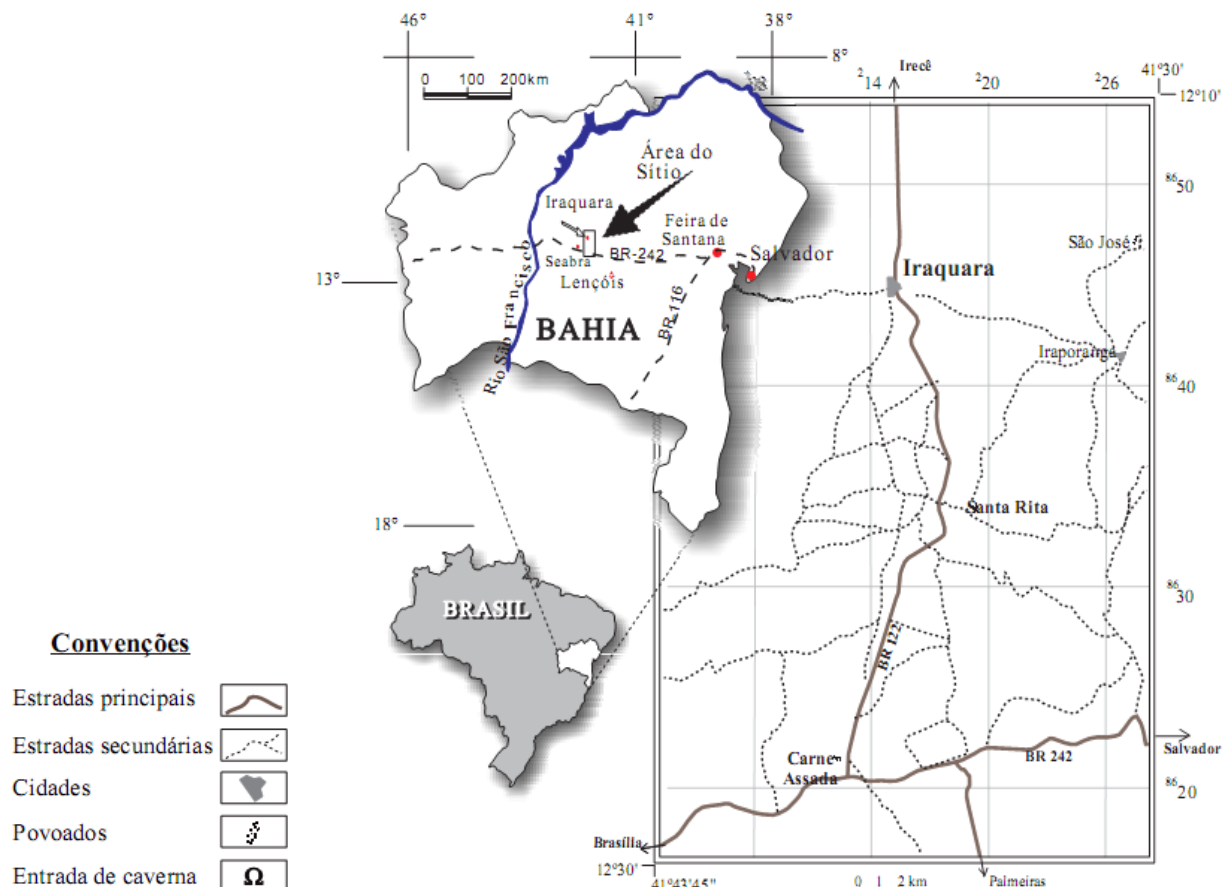 46°
41°
38°
8°
0 100 200km
Irecê
²14
²20
²26
41°30'
12°10'
Área do
Sítio
Iraquara
Feira de
Santana
Seabra
BR-242
Salvador
Lençóis
13°
Rio São Francisco
BAHIA
BR-116
⁸⁶50
São José
Iraquara
Iraporanga
⁸⁶40
18°
Santa Rita
BRASIL
⁸⁶30
BR 122
Convenções
Estradas principais
Estradas secundárias
Cidades
Povoados
Entrada de caverna
Ω
Carne
Assada
BR 242
Salvador
⁸⁶20
Brasília
12°30'
41°43'45"
0 1 2 km
Palmeiras